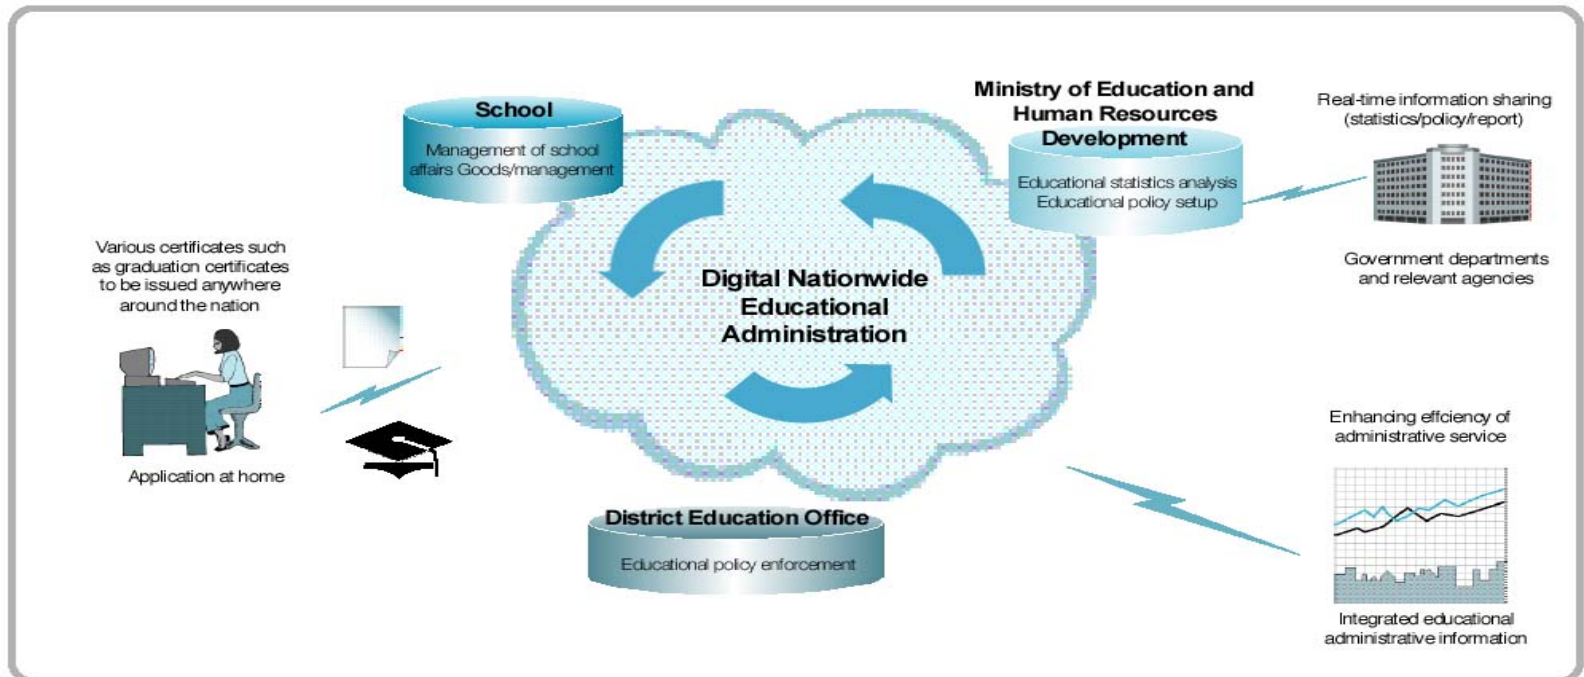 School
Management of school
affairs Goods/management
Ministry of Education and
Human Resources
Development
Educational statistics analysis
Educational policy setup
Real-time information sharing
(statistics/policy/report)
Government departments
and relevant agencies
Various certificates such
as graduation certificates
to be issued anywhere
around the nation
Application at home
Digital Nationwide
Educational
Administration
District Education Office
Educational policy enforcement
Enhancing effciency of
administrative service
Integrated educational
administrative information